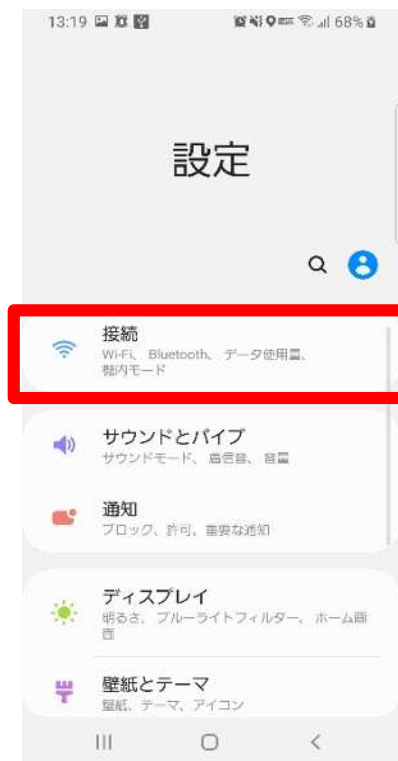 13:19 68%
設定
接続
Wi-Fi、 Bluetooth、 データ使用量、
機内モード
サウンドとバイブ
サウンドモード、 着信音、 音量
通知
ブロック、許可、重要な通知
ディスプレイ
明るさ、 ブルーライトフィルター、 ホーム画
面
壁紙とテーマ
壁紙、テーマ、アイコン